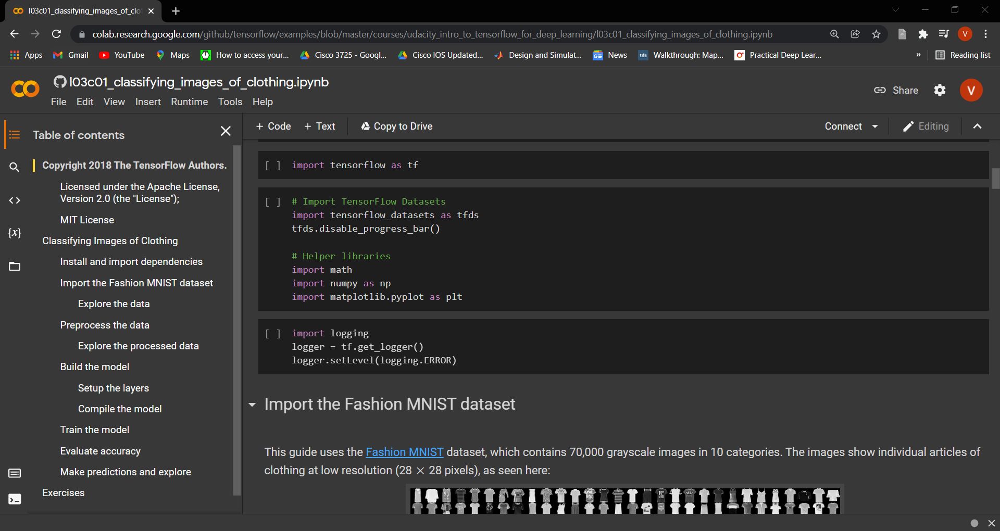 l03c01_classifying_images_of_clot
colab.research.google.com/github/tensorflow/examples/blob/master/courses/udacity_intro_to_tensorflow_for_deep_learning/l03c01_classifying_images_of_clothing.ipynb
V
Apps Gmail YouTube Maps How to access your... Cisco 3725 - Googl... Cisco IOS Updated... Design and Simulat... News tds Walkthrough: Map... Practical Deep Lear... » Reading list
l03c01_classifying_images_of_clothing.ipynb
File Edit View Insert Runtime Tools Help
Share V
Table of contents
+ Code + Text Copy to Drive Connect Editing
Copyright 2018 The TensorFlow Authors.
Licensed under the Apache License,
Version 2.0 (the "License");
MIT License
Classifying Images of Clothing
Install and import dependencies
Import the Fashion MNIST dataset
Explore the data
Preprocess the data
Explore the processed data
Build the model
Setup the layers
Compile the model
Train the model
Evaluate accuracy
Make predictions and explore
Exercises
{x}
[ ] import tensorflow as tf
[ ] # Import TensorFlow Datasets
import tensorflow_datasets as tfds
tfds.disable_progress_bar()
# Helper libraries
import math
import numpy as np
import matplotlib.pyplot as plt
[ ] import logging
logger = tf.get_logger()
logger.setLevel(logging.ERROR)
Import the Fashion MNIST dataset
This guide uses the Fashion MNIST dataset, which contains 70,000 grayscale images in 10 categories. The images show individual articles of
clothing at low resolution (28 × 28 pixels), as seen here: